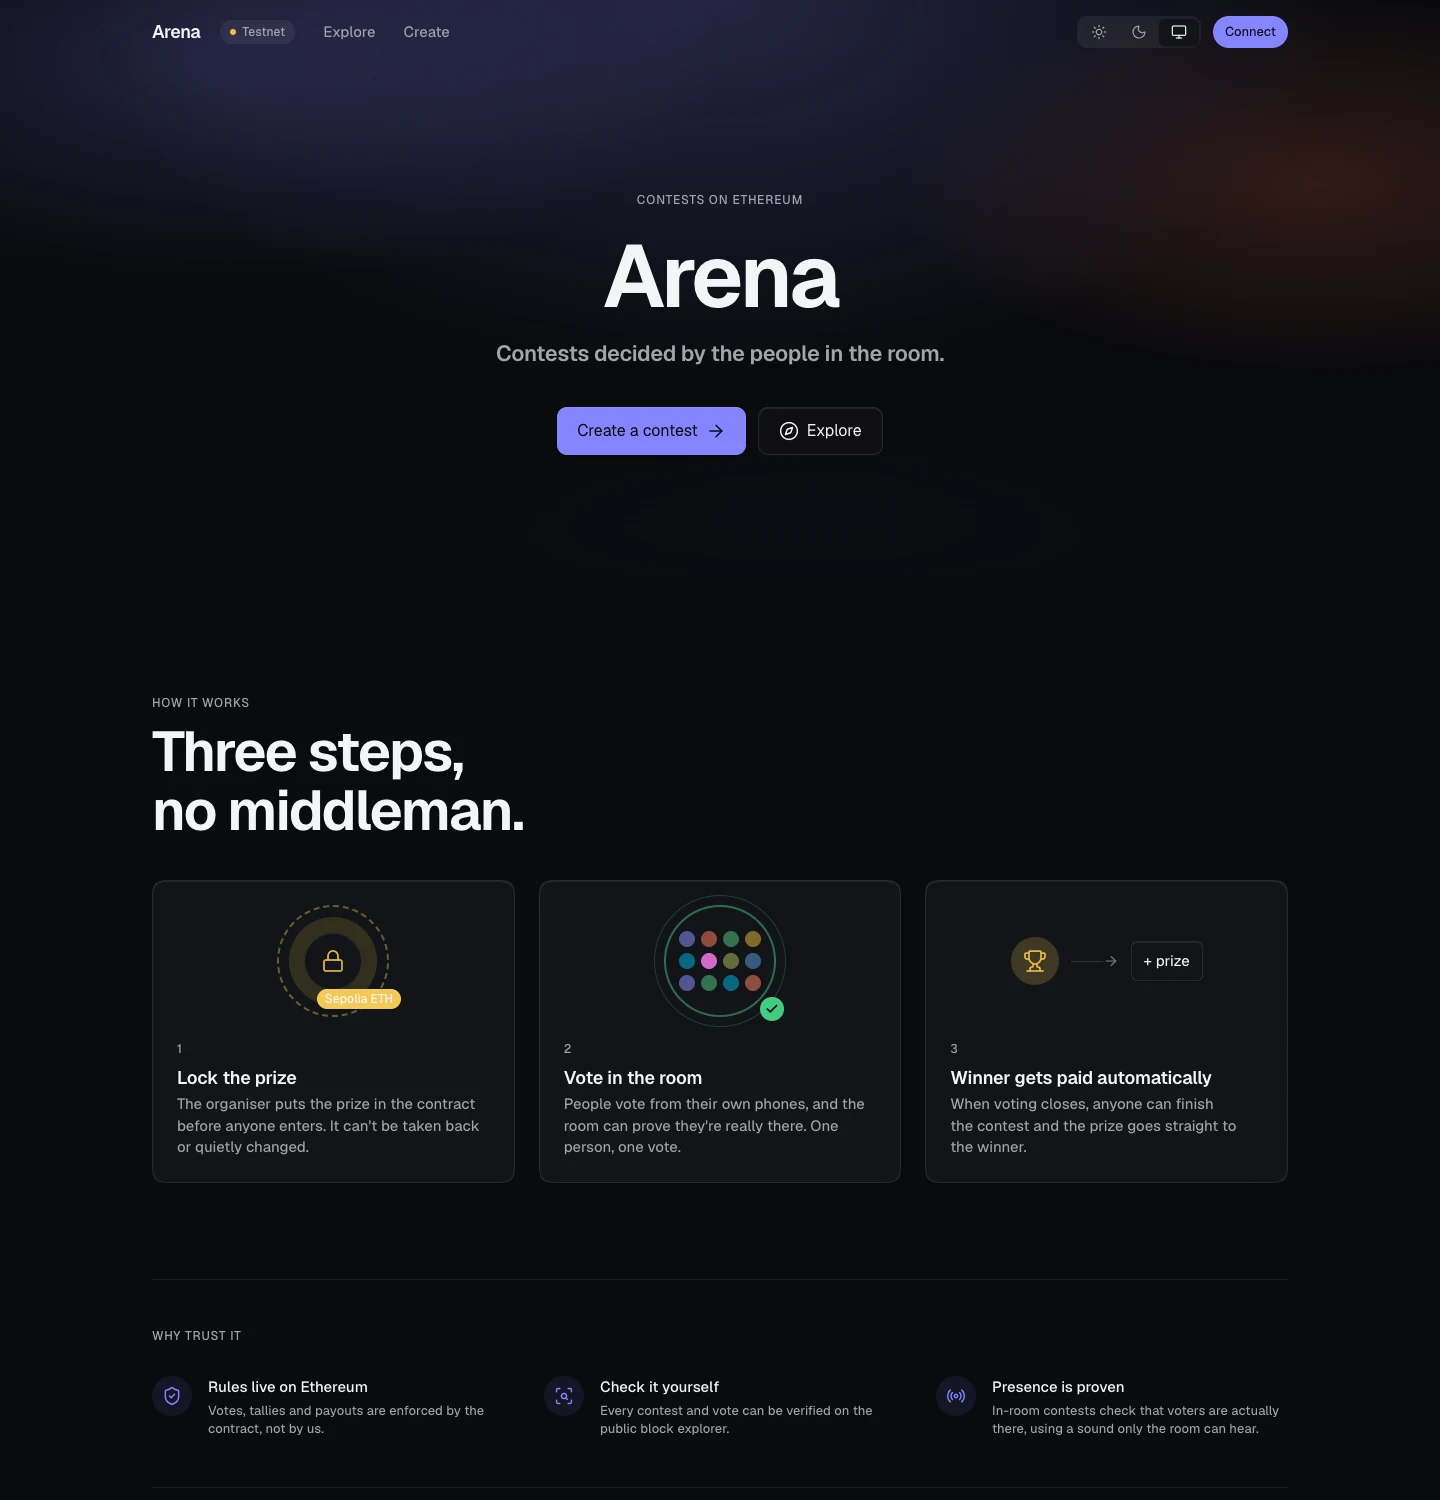 Arena
Testnet
Explore
Create
Connect
CONTESTS ON ETHEREUM
Arena
Contests decided by the people in the room.
Create a contest
Explore
HOW IT WORKS
Three steps,
no middleman.
Sepolia ETH
1
Lock the prize
The organiser puts the prize in the contract
before anyone enters. It can't be taken back
or quietly changed.
2
Vote in the room
People vote from their own phones, and the
room can prove they're really there. One
person, one vote.
+ prize
3
Winner gets paid automatically
When voting closes, anyone can finish
the contest and the prize goes straight to
the winner.
WHY TRUST IT
Rules live on Ethereum
Votes, tallies and payouts are enforced by the
contract, not by us.
Check it yourself
Every contest and vote can be verified on the
public block explorer.
Presence is proven
In-room contests check that voters are actually
there, using a sound only the room can hear.